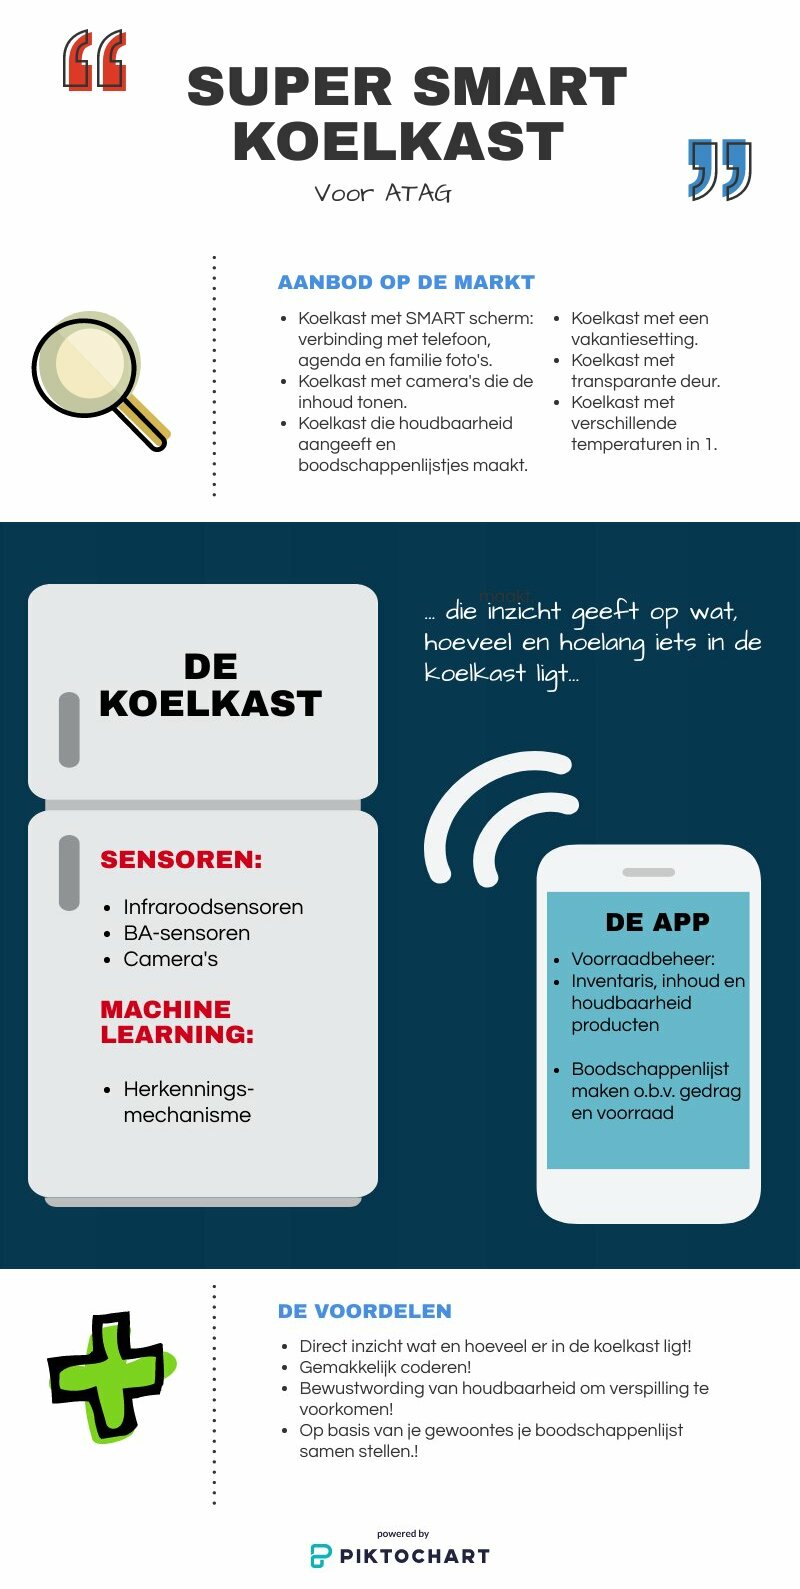 SUPER SMART
KOELKAST
Voor ATAG
AANBOD OP DE MARKT
• Koelkast met SMART scherm:
verbinding met telefoon,
agenda en familie foto's.
• Koelkast met camera's die de
inhoud tonen.
• Koelkast die houdbaarheid
aangeeft en
boodschappenlijstjes maakt.
• Koelkast met een
vakantiesetting.
• Koelkast met
transparante deur.
• Koelkast met
verschillende
temperaturen in 1.
DE
KOELKAST
SENSOREN:
• Infraroodsensoren
• BA-sensoren
• Camera's
MACHINE
LEARNING:
• Herkennings-
mechanisme
maakt
... die inzicht geeft op wat,
hoeveel en hoelang iets in de
koelkast ligt...
DE APP
• Voorraadbeheer:
• Inventaris, inhoud en
houdbaarheid
producten
• Boodschappenlijst
maken o.b.v. gedrag
en voorraad
DE VOORDELEN
• Direct inzicht wat en hoeveel er in de koelkast ligt!
• Gemakkelijk coderen!
• Bewustwording van houdbaarheid om verspilling te
voorkomen!
• Op basis van je gewoontes je boodschappenlijst
samen stellen.!
powered by
PIKTOCHART